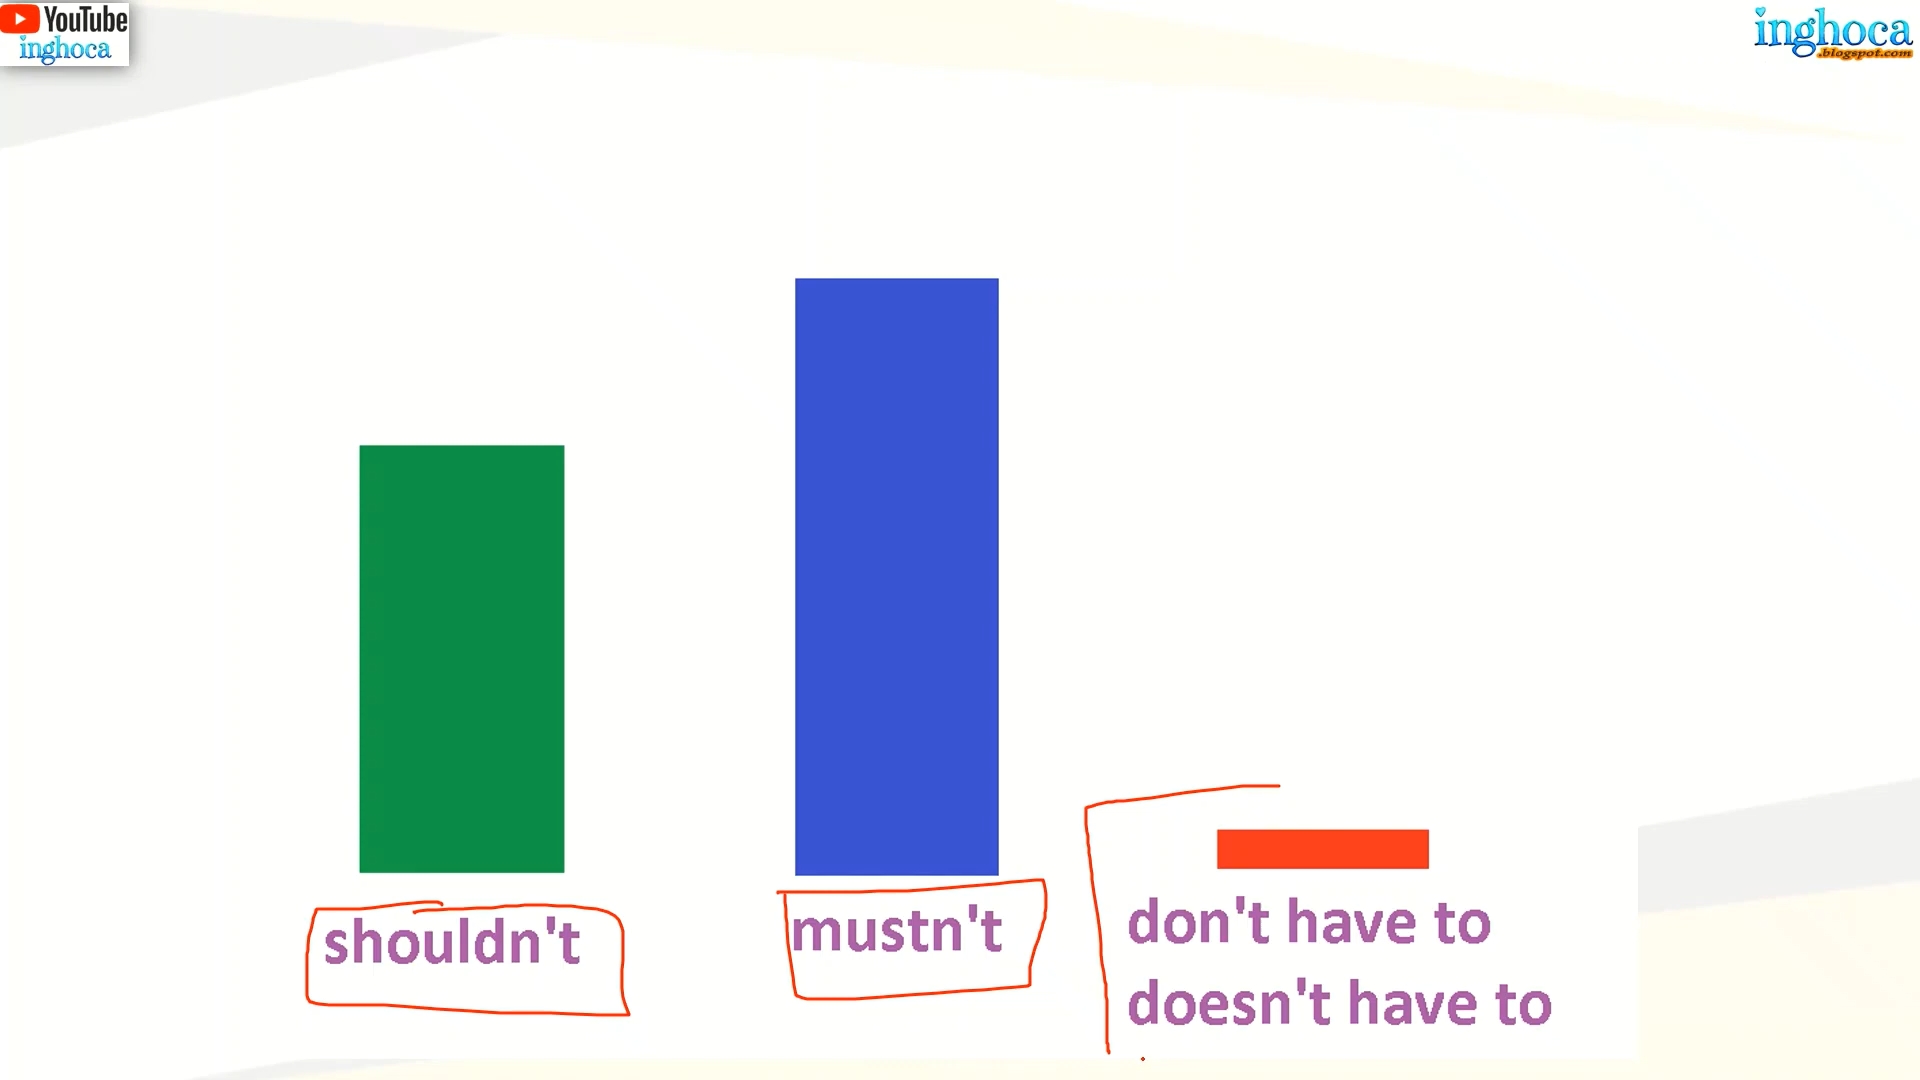 YouTube
inghoca
inghoca
.blogspot.com
shouldn't
mustn't
don't have to
doesn't have to